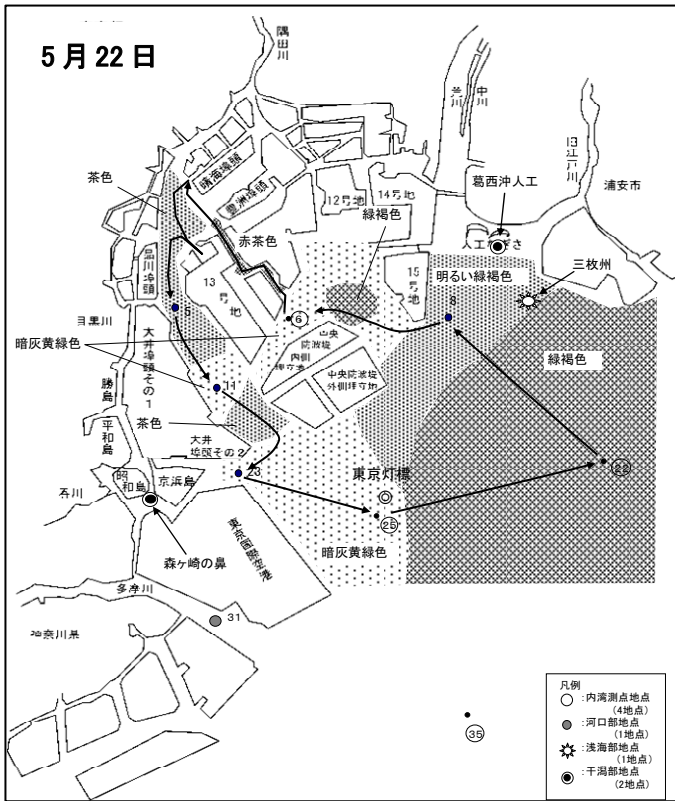 5月22日
隅田川
荒川
中川
旧江戸川
浦安市
葛西沖人工
人工なぎさ
三枚州
茶色
晴海埠頭
豊洲埠頭
12号地
14号地
緑褐色
赤茶色
15号地
明るい緑褐色
品川埠頭
13号地
5
6
8
目黒川
暗灰黄緑色
大井埠頭その1
中央
防波堤
内側
埋立地
中央防波堤
外側埋立地
緑褐色
11
勝島
茶色
平和島
大井
埠頭その2
昭和島
京浜島
23
東京灯標
22
25
森ヶ崎の鼻
東京国際空港
暗灰黄緑色
多摩川
31
神奈川県
35
凡例
:内湾測点地点
(4地点)
:河口部地点
(1地点)
:浅海部地点
(1地点)
:干潟部地点
(2地点)